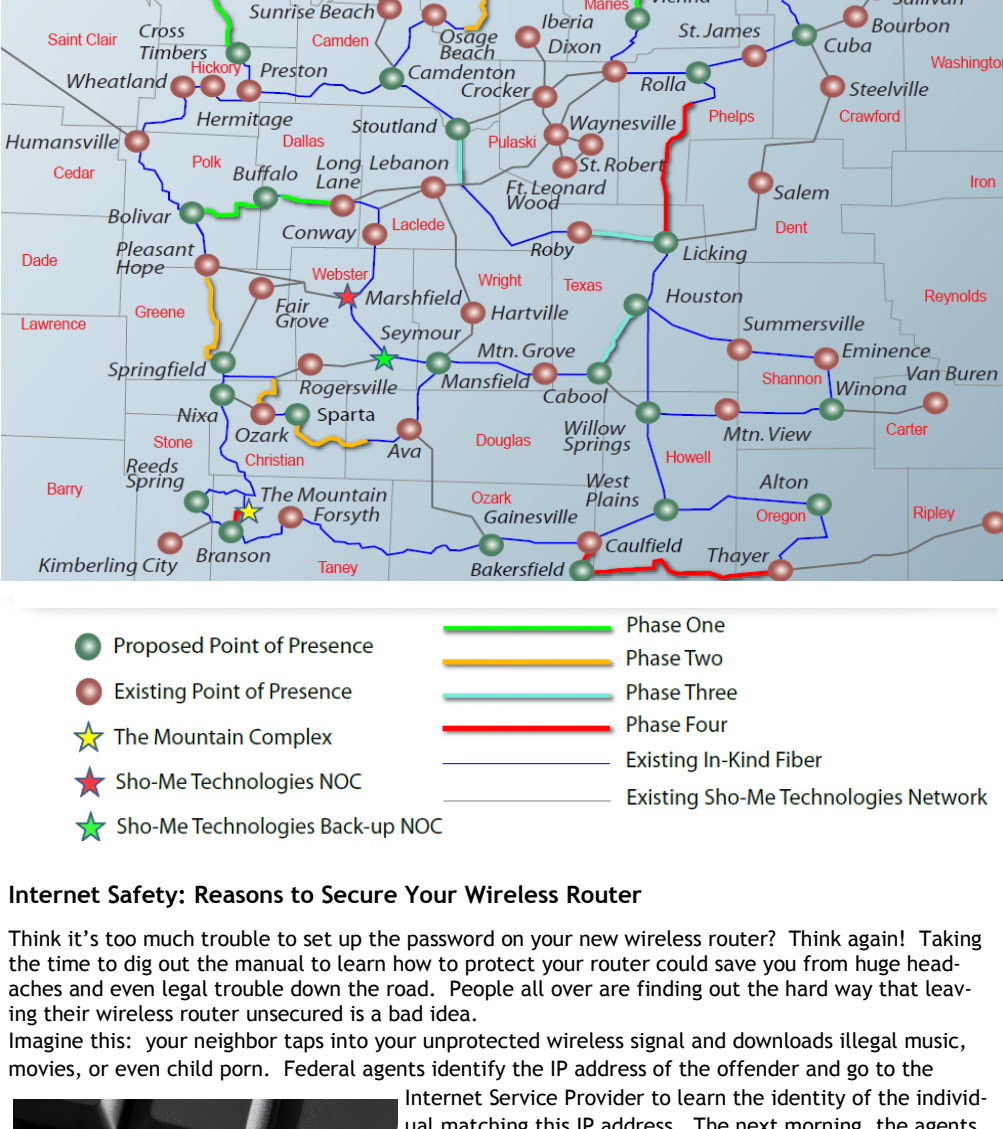 Sullivan
Vienna
Maries
Sunrise Beach
Iberia
Bourbon
Saint Clair
Cross
Timbers
Camden
Osage
Beach
Dixon
St. James
Cuba
Hickory
Preston
Camdenton
Washington
Wheatland
Crocker
Rolla
Steelville
Hermitage
Stoutland
Waynesville
Phelps
Crawford
Humansville
Dallas
Pulaski
Cedar
Polk
Long
Lane
Lebanon
St. Robert
Buffalo
Ft. Leonard
Wood
Salem
Iron
Bolivar
Conway
Laclede
Roby
Licking
Dent
Pleasant
Hope
Dade
Webster
Wright
Texas
Marshfield
Houston
Reynolds
Greene
Fair
Grove
Hartville
Lawrence
Seymour
Summersville
Springfield
Mtn. Grove
Eminence
Rogersville
Mansfield
Cabool
Shannon
Van Buren
Winona
Nixa
Sparta
Ozark
Ava
Willow
Springs
Mtn. View
Carter
Stone
Christian
Douglas
Howell
Reeds
Spring
Barry
West
Plains
Alton
The Mountain
Ozark
Forsyth
Gainesville
Oregon
Ripley
Branson
Caulfield
Thayer
Kimberling City
Taney
Bakersfield
Proposed Point of Presence
Existing Point of Presence
The Mountain Complex
Sho-Me Technologies NOC
Sho-Me Technologies Back-up NOC
Phase One
Phase Two
Phase Three
Phase Four
Existing In-Kind Fiber
Existing Sho-Me Technologies Network
Internet Safety: Reasons to Secure Your Wireless Router
Think it’s too much trouble to set up the password on your new wireless router? Think again! Taking
the time to dig out the manual to learn how to protect your router could save you from huge head-
aches and even legal trouble down the road. People all over are finding out the hard way that leav-
ing their wireless router unsecured is a bad idea.
Imagine this: your neighbor taps into your unprotected wireless signal and downloads illegal music,
movies, or even child porn. Federal agents identify the IP address of the offender and go to the
Internet Service Provider to learn the identity of the individ-
ual matching this IP address. The next morning, the agents